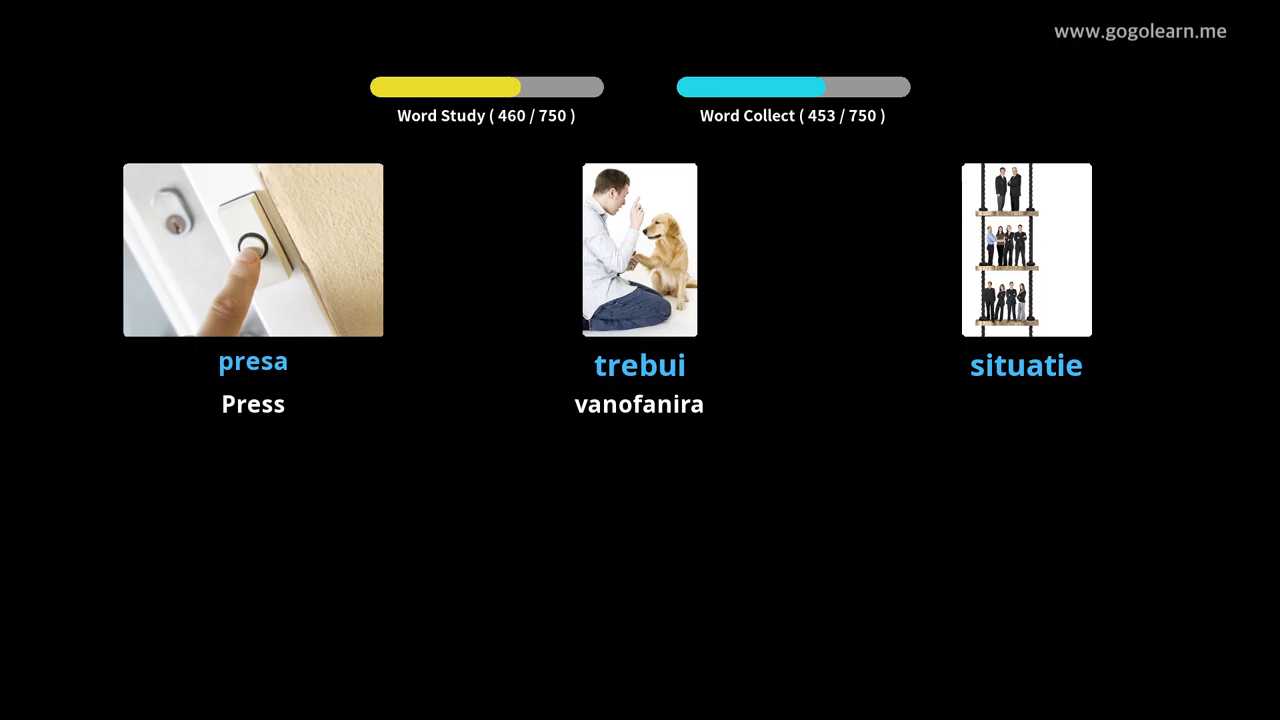 www.gogolearn.me
Word Study ( 460 / 750 )
Word Collect ( 453 / 750 )
presa
trebui
situatie
Press
vanofanira